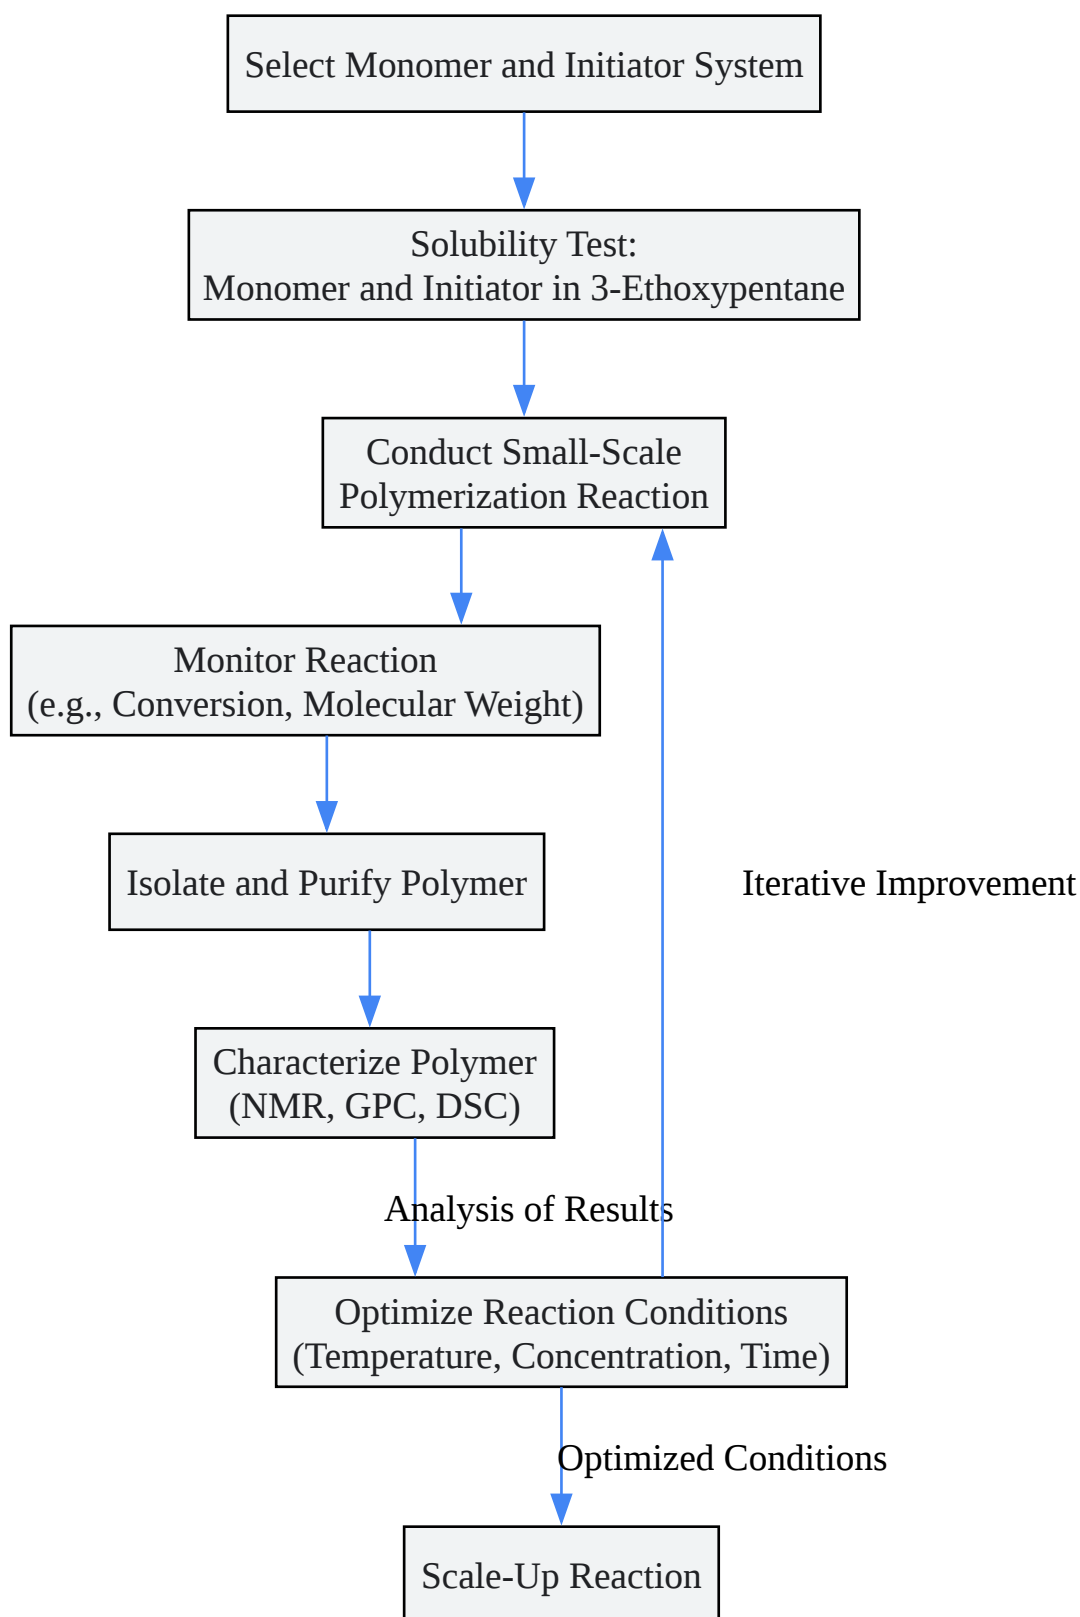 Select Monomer and Initiator System
Solubility Test:
Monomer and Initiator in 3-Ethoxypentane
Conduct Small-Scale
Polymerization Reaction
Monitor Reaction
(e.g., Conversion, Molecular Weight)
Isolate and Purify Polymer
Iterative Improvement
Characterize Polymer
(NMR, GPC, DSC)
Analysis of Results
Optimize Reaction Conditions
(Temperature, Concentration, Time)
Optimized Conditions
Scale-Up Reaction